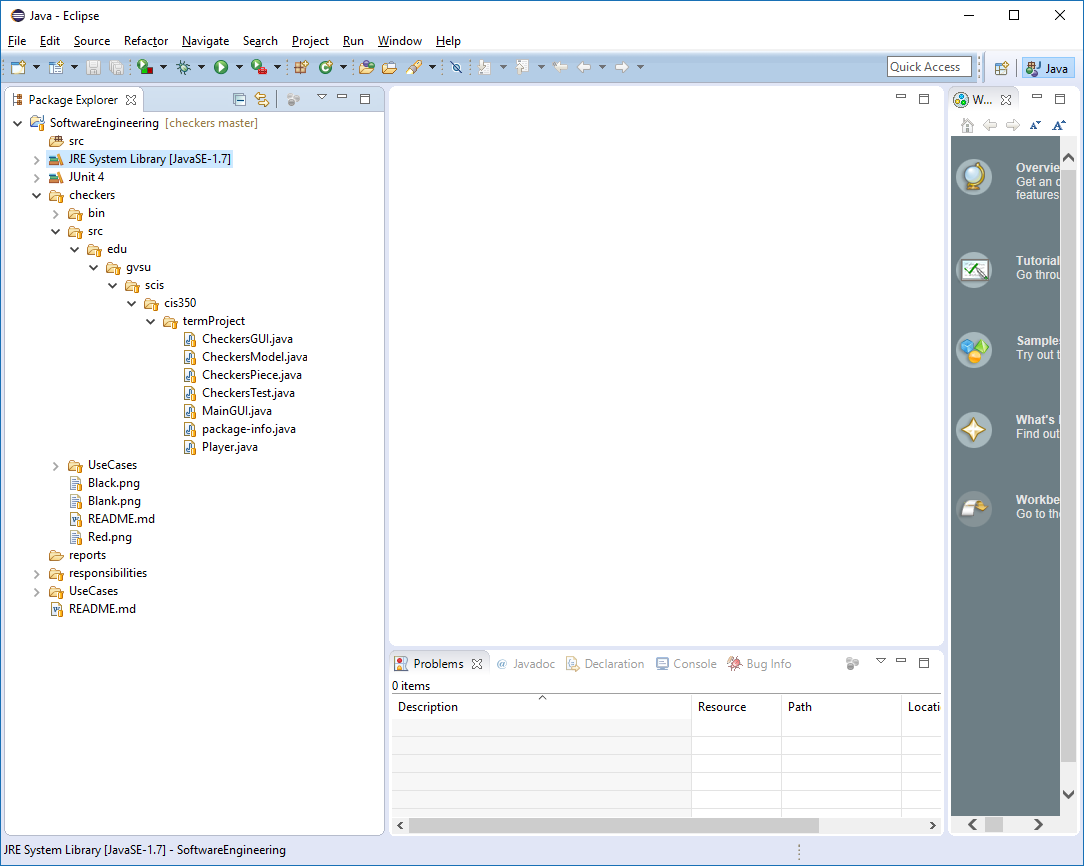 Java - Eclipse
File Edit Source Refactor Navigate Search Project Run Window Help
Quick Access
Java
Package Explorer
SoftwareEngineering [checkers master]
src
JRE System Library [JavaSE-1.7]
JUnit 4
checkers
bin
src
edu
gvsu
scis
cis350
termProject
CheckersGUI.java
CheckersModel.java
CheckersPiece.java
CheckersTest.java
MainGUI.java
package-info.java
Player.java
UseCases
Black.png
Blank.png
README.md
Red.png
reports
responsibilities
UseCases
README.md
Problems @ Javadoc Declaration Console Bug Info
0 items
Description Resource Path Locati
W...
Overvie
Get an o
features
Tutorial
Go throu
Samples
Try out t
What's
Find out
Workbe
Go to the
JRE System Library [JavaSE-1.7] - SoftwareEngineering